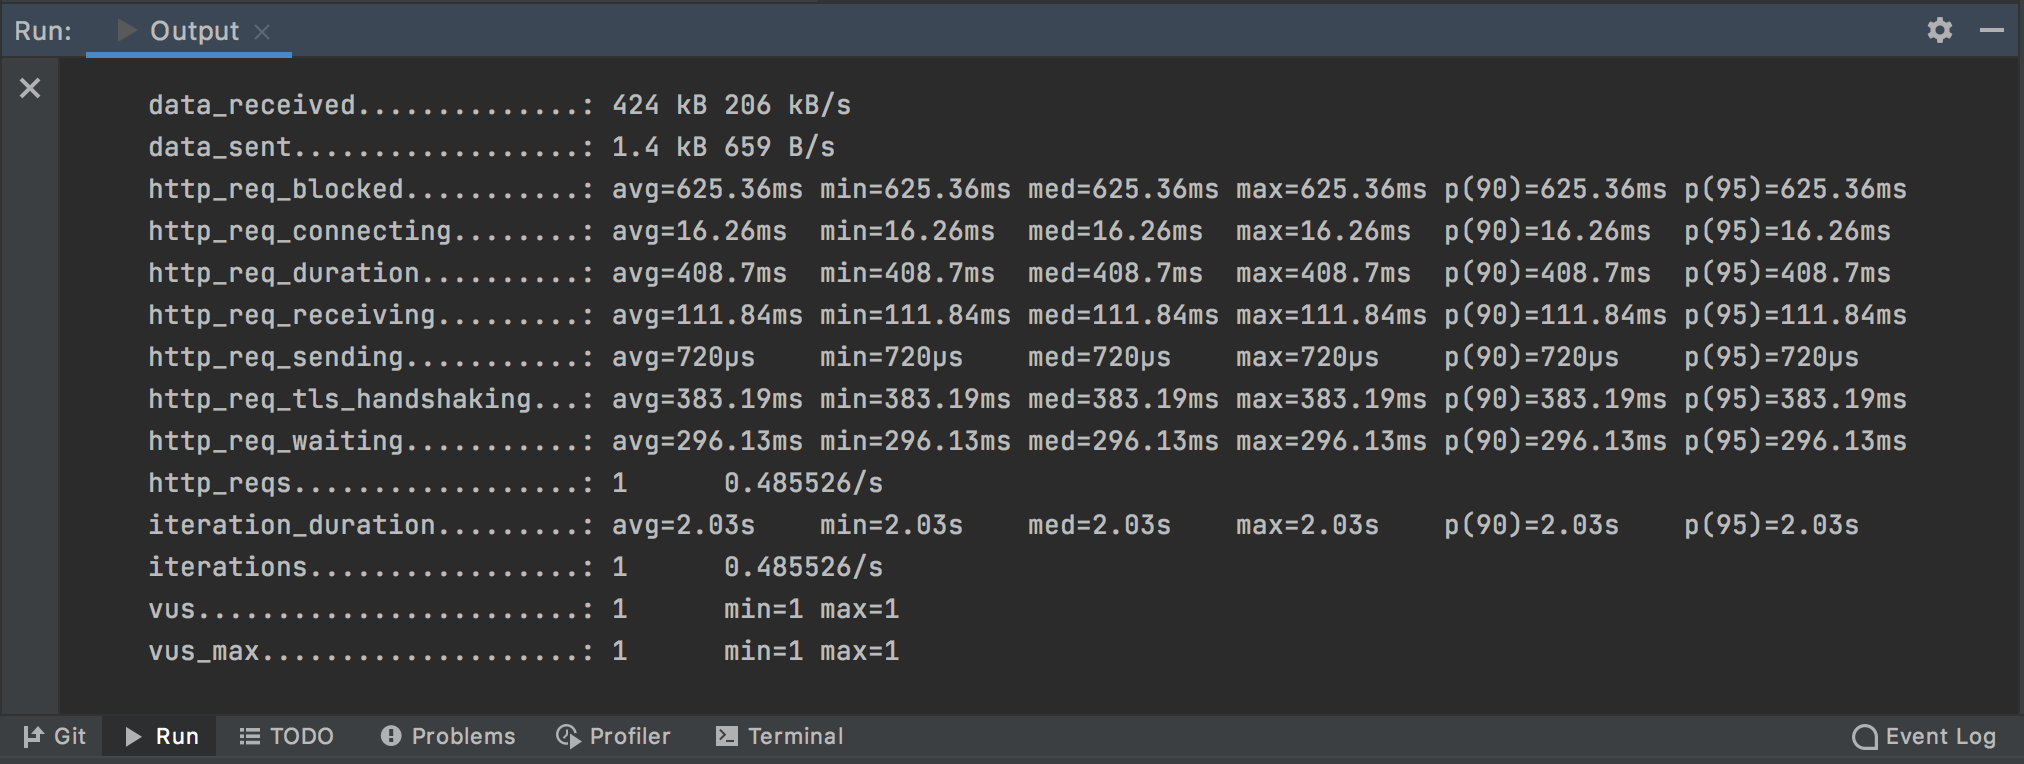 Run: Output
data_received..............: 424 kB 206 kB/s
data_sent..................: 1.4 kB 659 B/s
http_req_blocked...........: avg=625.36ms min=625.36ms med=625.36ms max=625.36ms p(90)=625.36ms p(95)=625.36ms
http_req_connecting........: avg=16.26ms  min=16.26ms  med=16.26ms  max=16.26ms  p(90)=16.26ms  p(95)=16.26ms
http_req_duration..........: avg=408.7ms  min=408.7ms  med=408.7ms  max=408.7ms  p(90)=408.7ms  p(95)=408.7ms
http_req_receiving.........: avg=111.84ms min=111.84ms med=111.84ms max=111.84ms p(90)=111.84ms p(95)=111.84ms
http_req_sending...........: avg=720µs    min=720µs    med=720µs    max=720µs    p(90)=720µs    p(95)=720µs
http_req_tls_handshaking...: avg=383.19ms min=383.19ms med=383.19ms max=383.19ms p(90)=383.19ms p(95)=383.19ms
http_req_waiting...........: avg=296.13ms min=296.13ms med=296.13ms max=296.13ms p(90)=296.13ms p(95)=296.13ms
http_reqs..................: 1      0.485526/s
iteration_duration.........: avg=2.03s    min=2.03s    med=2.03s    max=2.03s    p(90)=2.03s    p(95)=2.03s
iterations.................: 1      0.485526/s
vus........................: 1      min=1 max=1
vus_max....................: 1      min=1 max=1
Git Run TODO Problems Profiler Terminal Event Log